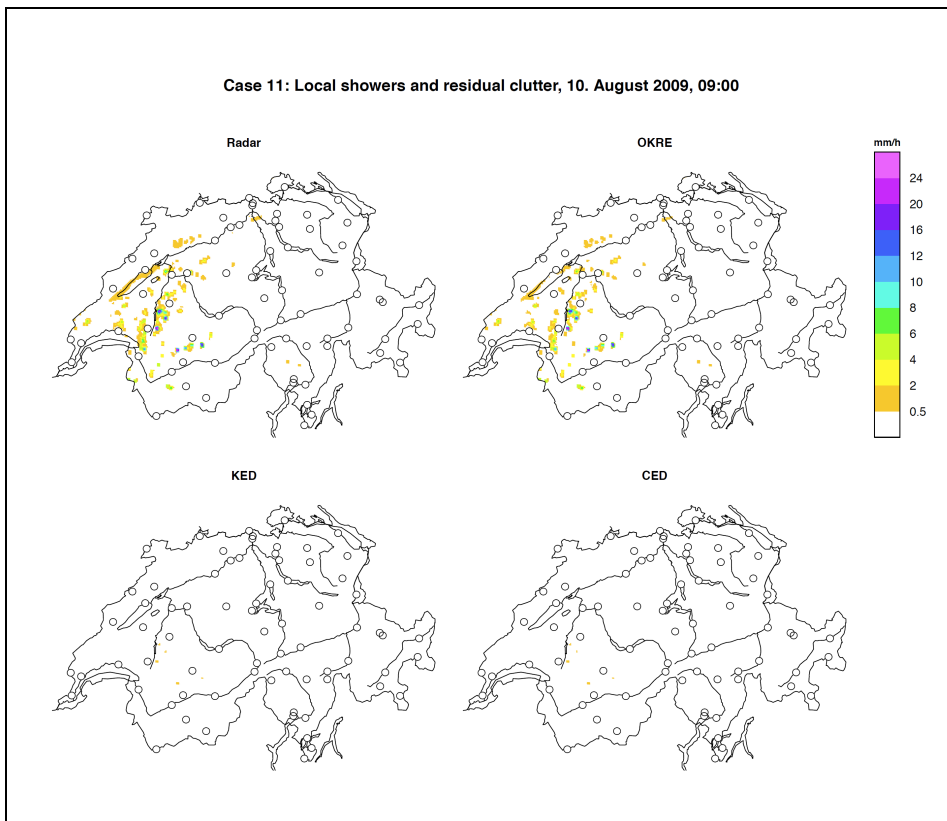 Case 11: Local showers and residual clutter, 10. August 2009, 09:00
Radar
OKRE
mm/h
24
20
16
12
10
8
6
4
2
0.5
KED
CED